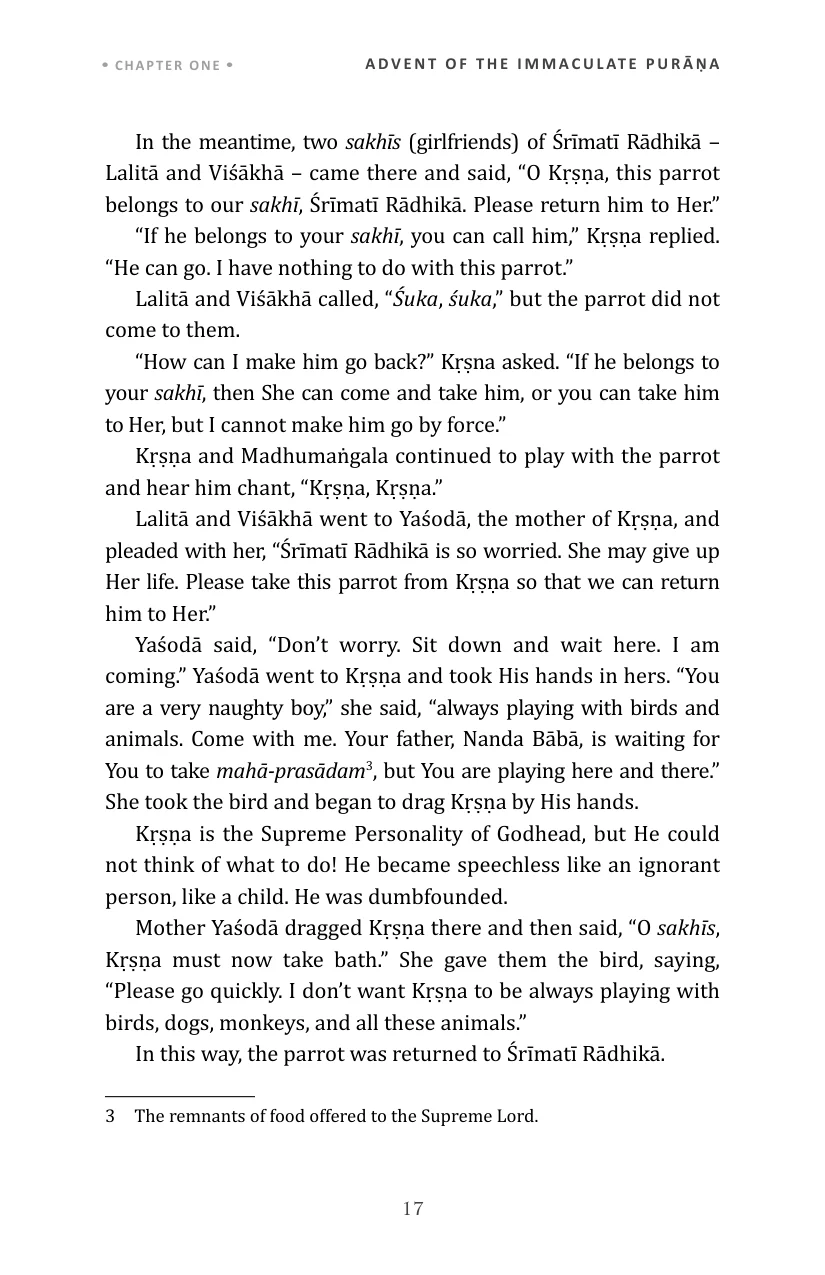 • CHAPTER ONE •
ADVENT OF THE IMMACULATE PURĀṆA
In the meantime, two sakhīs (girlfriends) of Śrīmatī Rādhikā –
Lalitā and Viśākhā – came there and said, “O Kṛṣṇa, this parrot
belongs to our sakhī, Śrīmatī Rādhikā. Please return him to Her.”
“If he belongs to your sakhī, you can call him,” Kṛṣṇa replied.
“He can go. I have nothing to do with this parrot.”
Lalitā and Viśākhā called, “Śuka, śuka,” but the parrot did not
come to them.
“How can I make him go back?” Kṛṣṇa asked. “If he belongs to
your sakhī, then She can come and take him, or you can take him
to Her, but I cannot make him go by force.”
Kṛṣṇa and Madhumaṅgala continued to play with the parrot
and hear him chant, “Kṛṣṇa, Kṛṣṇa.”
Lalitā and Viśākhā went to Yaśodā, the mother of Kṛṣṇa, and
pleaded with her, “Śrīmatī Rādhikā is so worried. She may give up
Her life. Please take this parrot from Kṛṣṇa so that we can return
him to Her.”
Yaśodā said, “Don’t worry. Sit down and wait here. I am
coming.” Yaśodā went to Kṛṣṇa and took His hands in hers. “You
are a very naughty boy,” she said, “always playing with birds and
animals. Come with me. Your father, Nanda Bābā, is waiting for
You to take mahā-prasādam³, but You are playing here and there.”
She took the bird and began to drag Kṛṣṇa by His hands.
Kṛṣṇa is the Supreme Personality of Godhead, but He could
not think of what to do! He became speechless like an ignorant
person, like a child. He was dumbfounded.
Mother Yaśodā dragged Kṛṣṇa there and then said, “O sakhīs,
Kṛṣṇa must now take bath.” She gave them the bird, saying,
“Please go quickly. I don’t want Kṛṣṇa to be always playing with
birds, dogs, monkeys, and all these animals.”
In this way, the parrot was returned to Śrīmatī Rādhikā.
3 The remnants of food offered to the Supreme Lord.
17